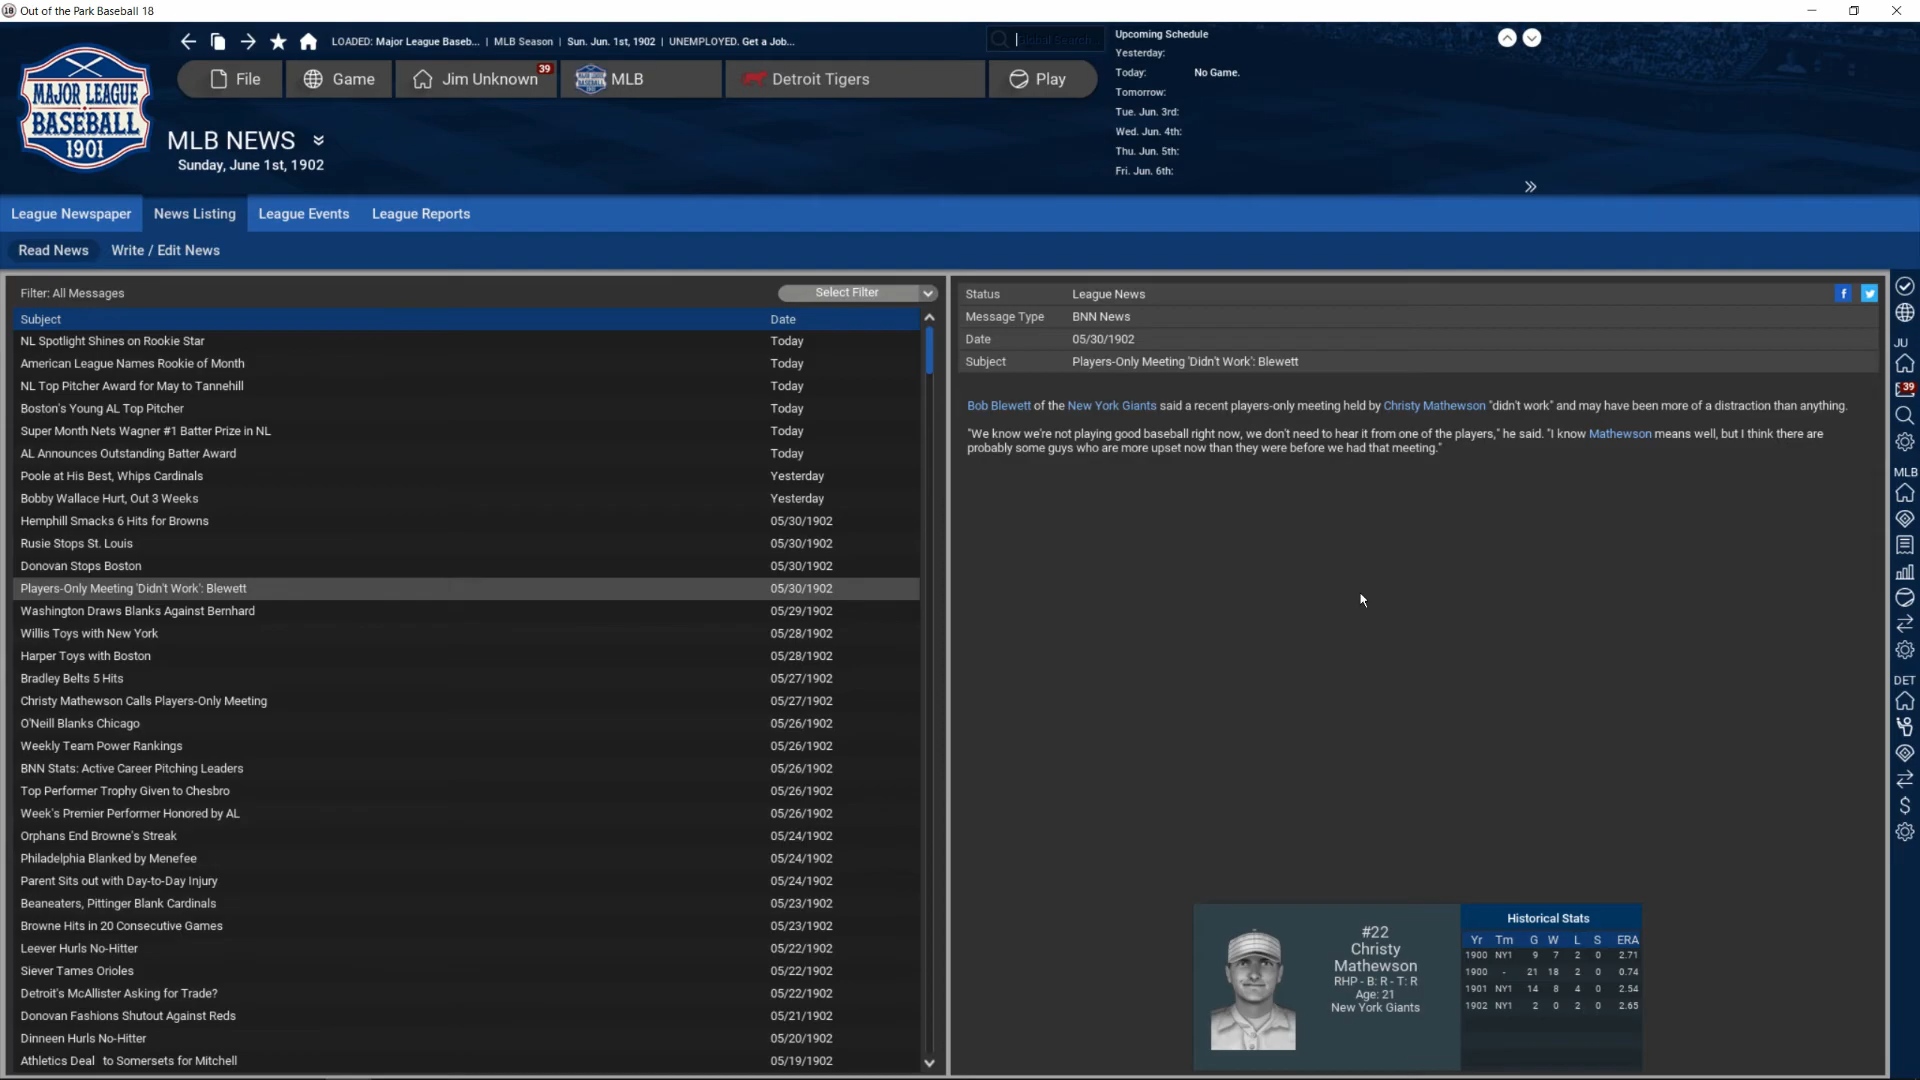 Out of the Park Baseball 18
LOADED: Major League Baseb... | MLB Season | Sun. Jun. 1st, 1902 | UNEMPLOYED. Get a Job...
Global Search
File
Game
Jim Unknown
39
MLB
Detroit Tigers
Play
Upcoming Schedule
Yesterday:
Today: No Game.
Tomorrow:
Tue. Jun. 3rd:
Wed. Jun. 4th:
Thu. Jun. 5th:
Fri. Jun. 6th:
MAJOR LEAGUE
BASEBALL
1901
MLB NEWS
Sunday, June 1st, 1902
League Newspaper
News Listing
League Events
League Reports
Read News
Write / Edit News
Filter: All Messages
Select Filter
Subject Date
NL Spotlight Shines on Rookie Star Today
American League Names Rookie of Month Today
NL Top Pitcher Award for May to Tannehill Today
Boston's Young AL Top Pitcher Today
Super Month Nets Wagner #1 Batter Prize in NL Today
AL Announces Outstanding Batter Award Today
Poole at His Best, Whips Cardinals Yesterday
Bobby Wallace Hurt, Out 3 Weeks Yesterday
Hemphill Smacks 6 Hits for Browns 05/30/1902
Rusie Stops St. Louis 05/30/1902
Donovan Stops Boston 05/30/1902
Players-Only Meeting 'Didn't Work': Blewett 05/30/1902
Washington Draws Blanks Against Bernhard 05/29/1902
Willis Toys with New York 05/28/1902
Harper Toys with Boston 05/28/1902
Bradley Belts 5 Hits 05/27/1902
Christy Mathewson Calls Players-Only Meeting 05/27/1902
O'Neill Blanks Chicago 05/26/1902
Weekly Team Power Rankings 05/26/1902
BNN Stats: Active Career Pitching Leaders 05/26/1902
Top Performer Trophy Given to Chesbro 05/26/1902
Week's Premier Performer Honored by AL 05/26/1902
Orphans End Browne's Streak 05/24/1902
Philadelphia Blanked by Menefee 05/24/1902
Parent Sits out with Day-to-Day Injury 05/24/1902
Beaneaters, Pittinger Blank Cardinals 05/23/1902
Browne Hits in 20 Consecutive Games 05/23/1902
Leever Hurls No-Hitter 05/22/1902
Siever Tames Orioles 05/22/1902
Detroit's McAllister Asking for Trade? 05/22/1902
Donovan Fashions Shutout Against Reds 05/21/1902
Dinneen Hurls No-Hitter 05/20/1902
Athletics Deal to Somersets for Mitchell 05/19/1902
Status League News
Message Type BNN News
Date 05/30/1902
Subject Players-Only Meeting 'Didn't Work': Blewett
Bob Blewett of the New York Giants said a recent players-only meeting held by Christy Mathewson "didn't work" and may have been more of a distraction than anything.
"We know we're not playing good baseball right now, we don't need to hear it from one of the players," he said. "I know Mathewson means well, but I think there are
probably some guys who are more upset now than they were before we had that meeting."
#22
Christy
Mathewson
RHP - B: R - T: R
Age: 21
New York Giants
Historical Stats
Yr Tm G W L S ERA
1900 NY1 9 7 2 0 2.71
1900 - 21 18 2 0 0.74
1901 NY1 14 8 4 0 2.54
1902 NY1 2 0 2 0 2.65
JU
39
MLB
DET